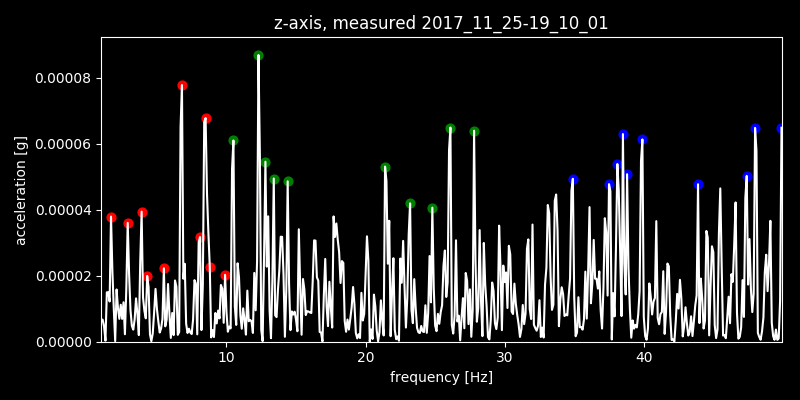 z-axis, measured 2017_11_25-19_10_01
0.00008
0.00006
0.00004
0.00002
0.00000
acceleration [g]
10 20 30 40
frequency [Hz]